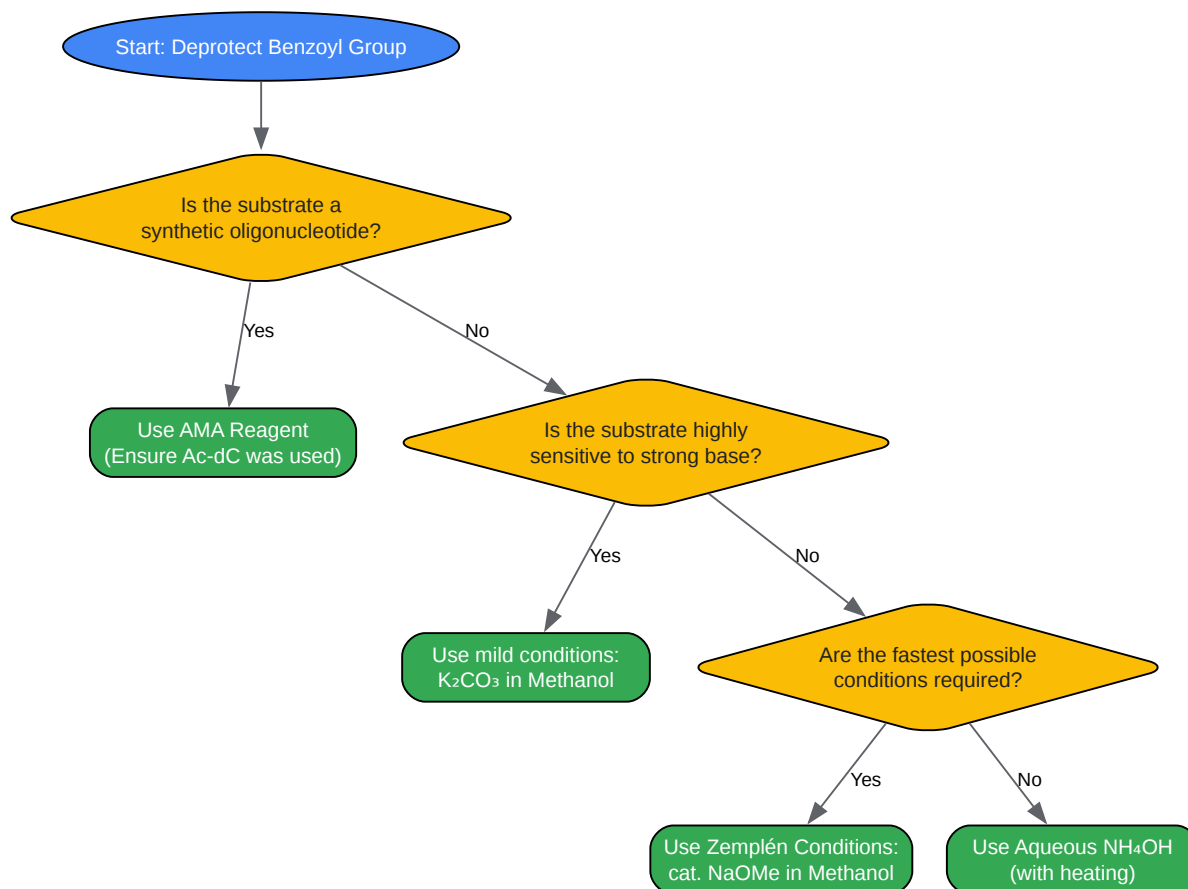 Start: Deprotect Benzoyl Group
Is the substrate a
synthetic oligonucleotide?
Yes
No
Use AMA Reagent
(Ensure Ac-dC was used)
Is the substrate highly
sensitive to strong base?
Yes
No
Use mild conditions:
K₂CO₃ in Methanol
Are the fastest possible
conditions required?
Yes
No
Use Zemplén Conditions:
cat. NaOMe in Methanol
Use Aqueous NH₄OH
(with heating)